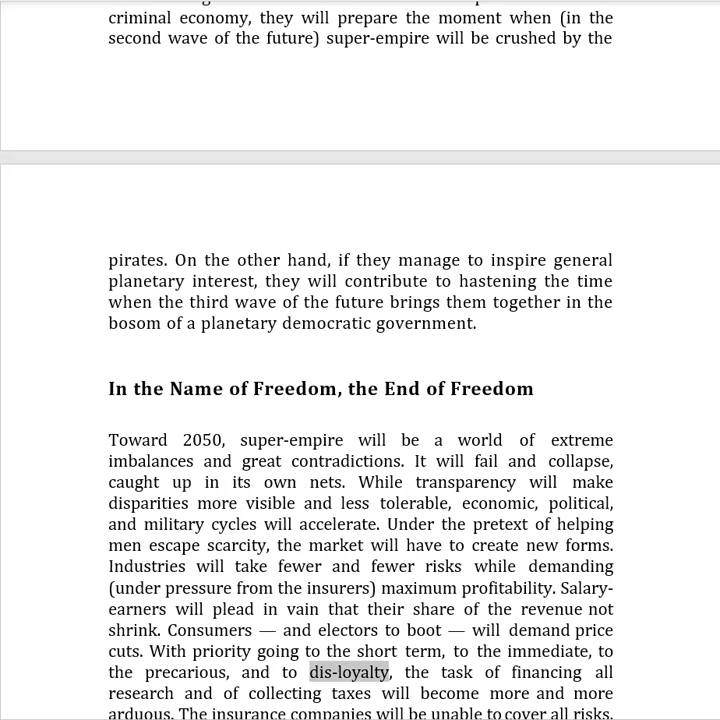 criminal economy, they will prepare the moment when (in the
second wave of the future) super-empire will be crushed by the
pirates. On the other hand, if they manage to inspire general
planetary interest, they will contribute to hastening the time
when the third wave of the future brings them together in the
bosom of a planetary democratic government.
In the Name of Freedom, the End of Freedom
Toward 2050, super-empire will be a world of extreme
imbalances and great contradictions. It will fail and collapse,
caught up in its own nets. While transparency will make
disparities more visible and less tolerable, economic, political,
and military cycles will accelerate. Under the pretext of helping
men escape scarcity, the market will have to create new forms.
Industries will take fewer and fewer risks while demanding
(under pressure from the insurers) maximum profitability. Salary-
earners will plead in vain that their share of the revenue not
shrink. Consumers — and electors to boot — will demand price
cuts. With priority going to the short term, to the immediate, to
the precarious, and to dis-loyalty, the task of financing all
research and of collecting taxes will become more and more
arduous. The insurance companies will be unable to cover all risks.